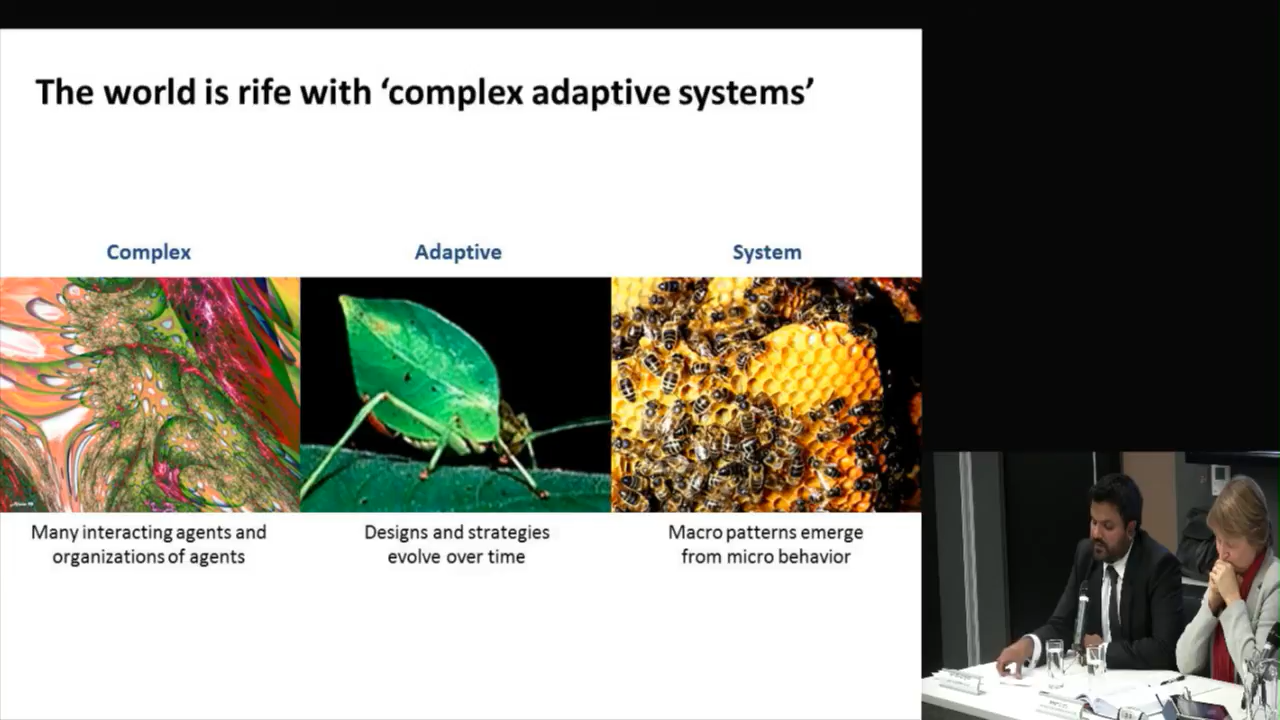 The world is rife with ‘complex adaptive systems’
Complex
Adaptive
System
Many interacting agents and
organizations of agents
Designs and strategies
evolve over time
Macro patterns emerge
from micro behavior